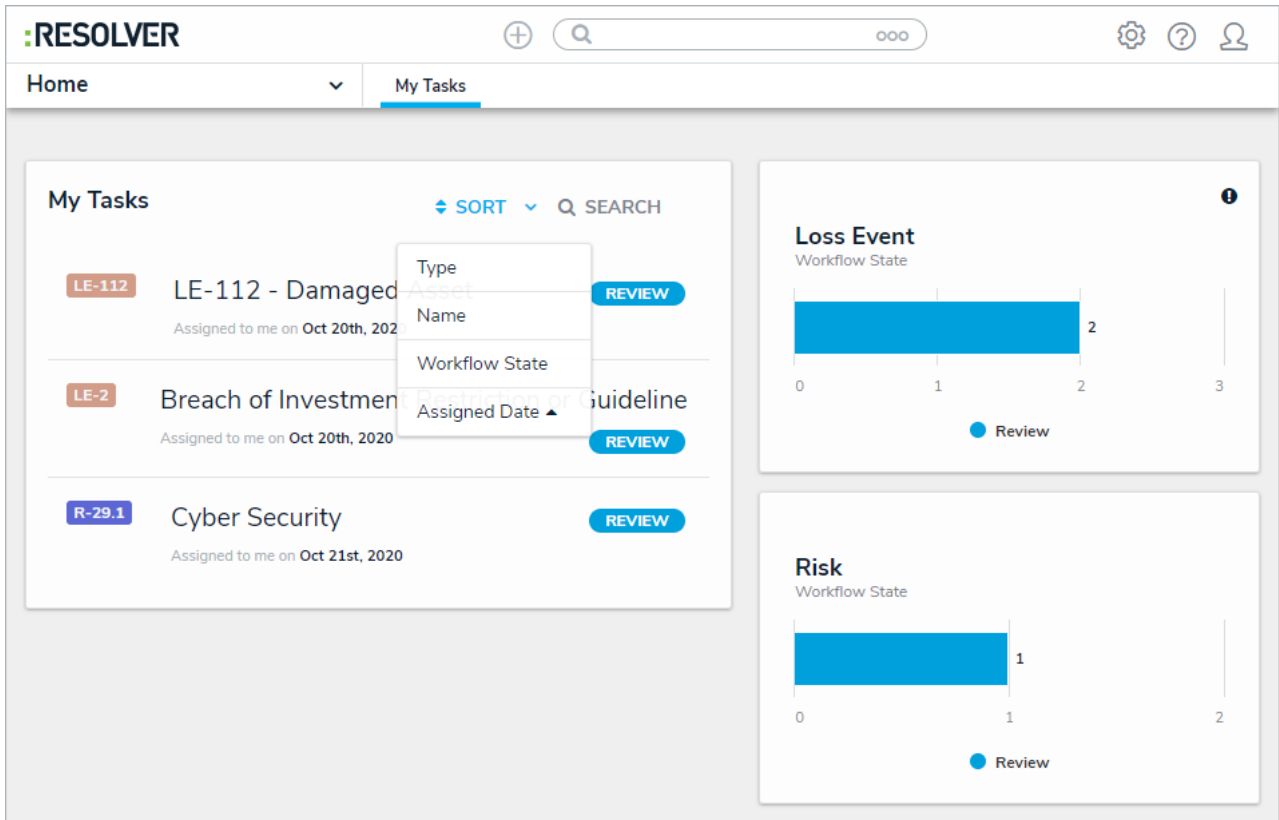 :RESOLVER
ooo
?
Home
My Tasks
My Tasks
SORT
SEARCH
Type
Name
Workflow State
Assigned Date
LE-112
LE-112 - Damaged Asset
REVIEW
Assigned to me on Oct 20th, 202
LE-2
Breach of Investment Restriction or Guideline
Assigned to me on Oct 20th, 2020
REVIEW
R-29.1
Cyber Security
REVIEW
Assigned to me on Oct 21st, 2020
Loss Event
Workflow State
2
0 1 2 3
Review
Risk
Workflow State
1
0 1 2
Review